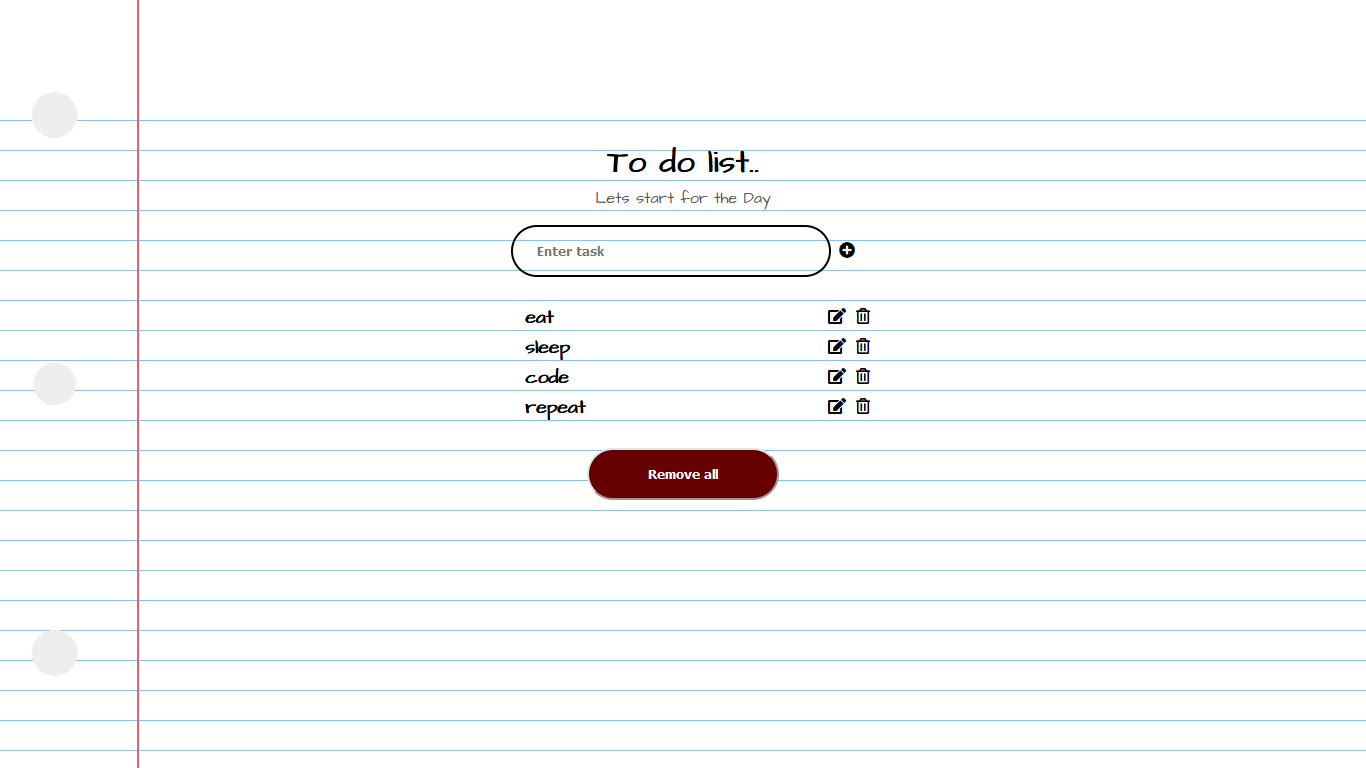 To do list..
Lets start for the Day
Enter task
eat
sleep
code
repeat
Remove all